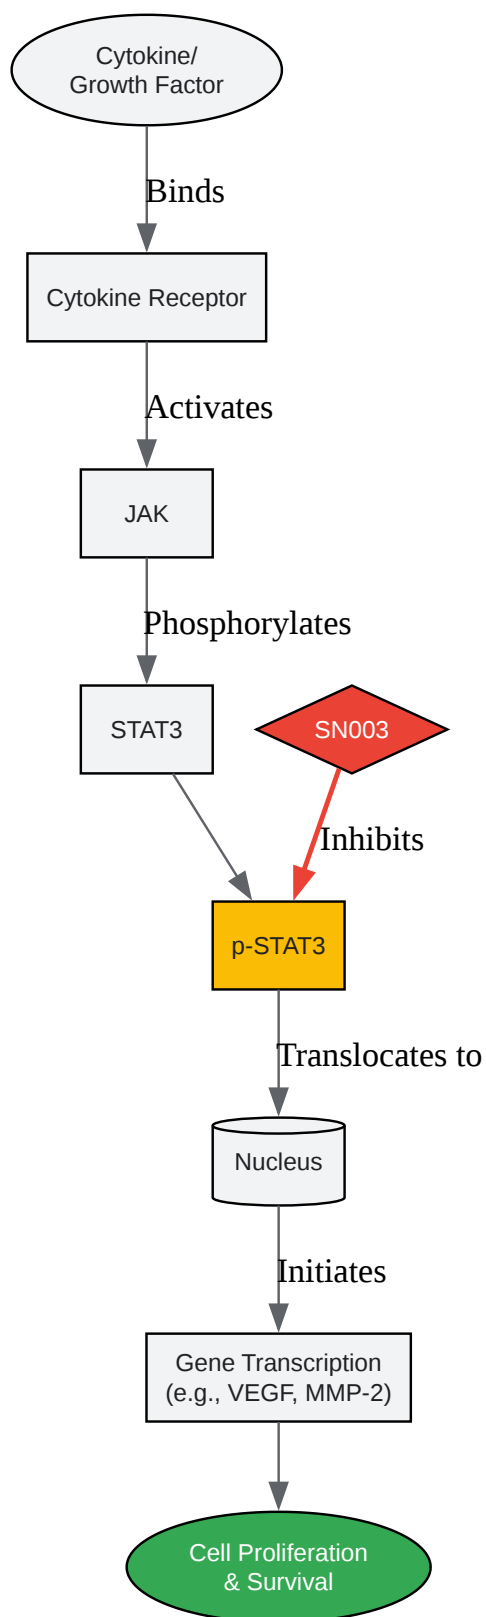 Cytokine/
Growth Factor
Binds
Cytokine Receptor
Activates
JAK
Phosphorylates
STAT3
SN003
Inhibits
p-STAT3
Translocates to
Nucleus
Initiates
Gene Transcription
(e.g., VEGF, MMP-2)
Cell Proliferation
& Survival